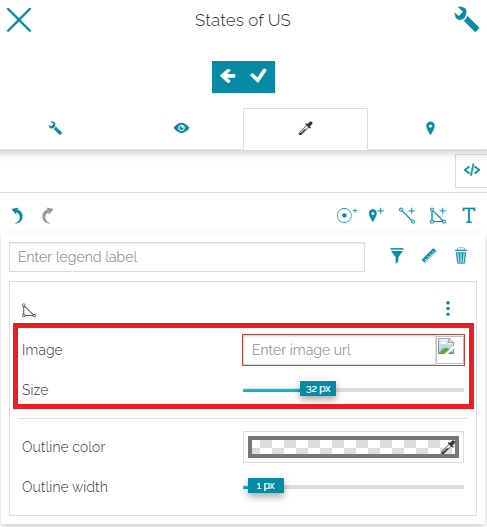 States of US
</>
T
Enter legend label
Image
Enter image url
Size
32 px
Outline color
Outline width
1 px